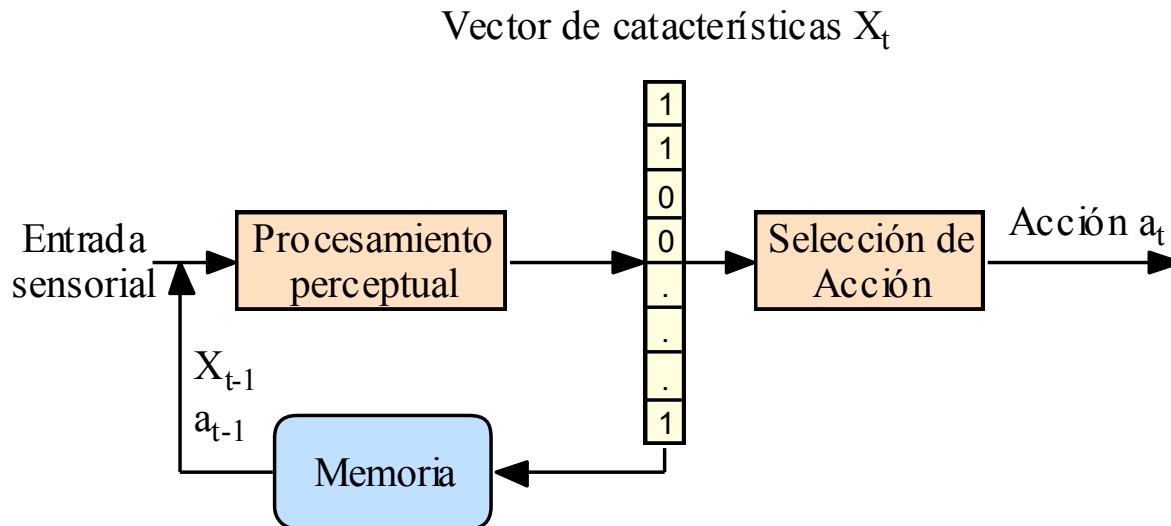 Vector de catacterísticas Xt
1
1
0
0
.
.
.
1
Entrada
sensorial
Procesamiento
perceptual
Selección de
Acción
Acción at
Xt-1
at-1
Memoria